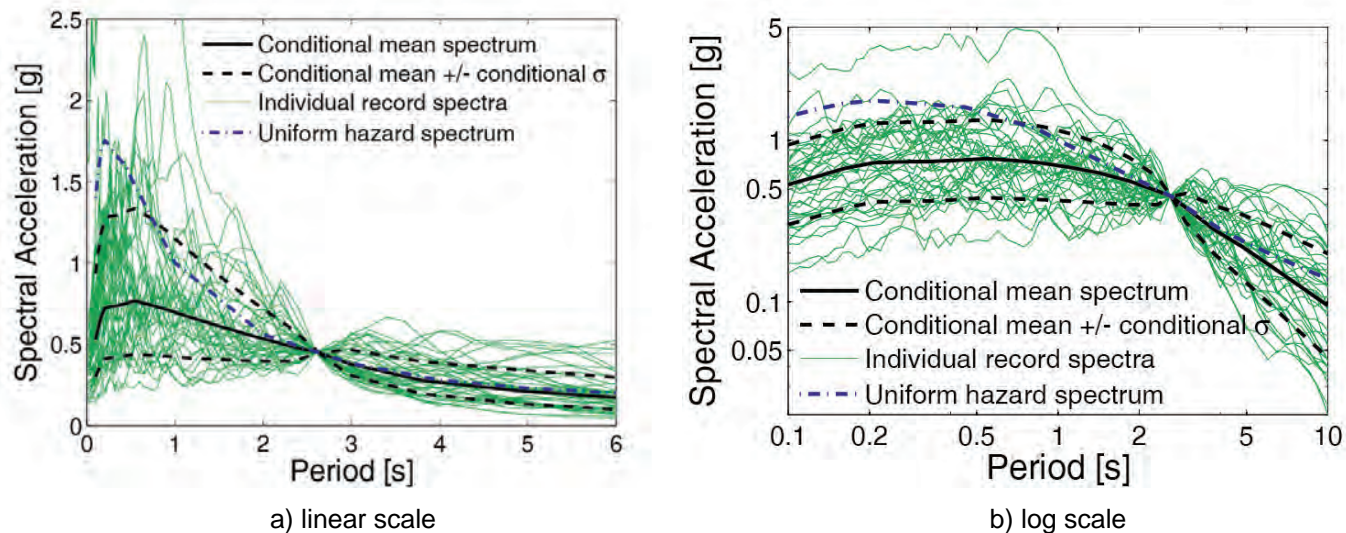 2.5
2
1.5
1
0.5
0
Spectral Acceleration [g]
Conditional mean spectrum
Conditional mean +/- conditional σ
Individual record spectra
Uniform hazard spectrum
0 1 2 3 4 5 6
Period [s]
a) linear scale
5
1
0.5
0.1
0.05
Spectral Acceleration [g]
Conditional mean spectrum
Conditional mean +/- conditional σ
Individual record spectra
Uniform hazard spectrum
0.1 0.2 0.5 1 2 5 10
Period [s]
b) log scale